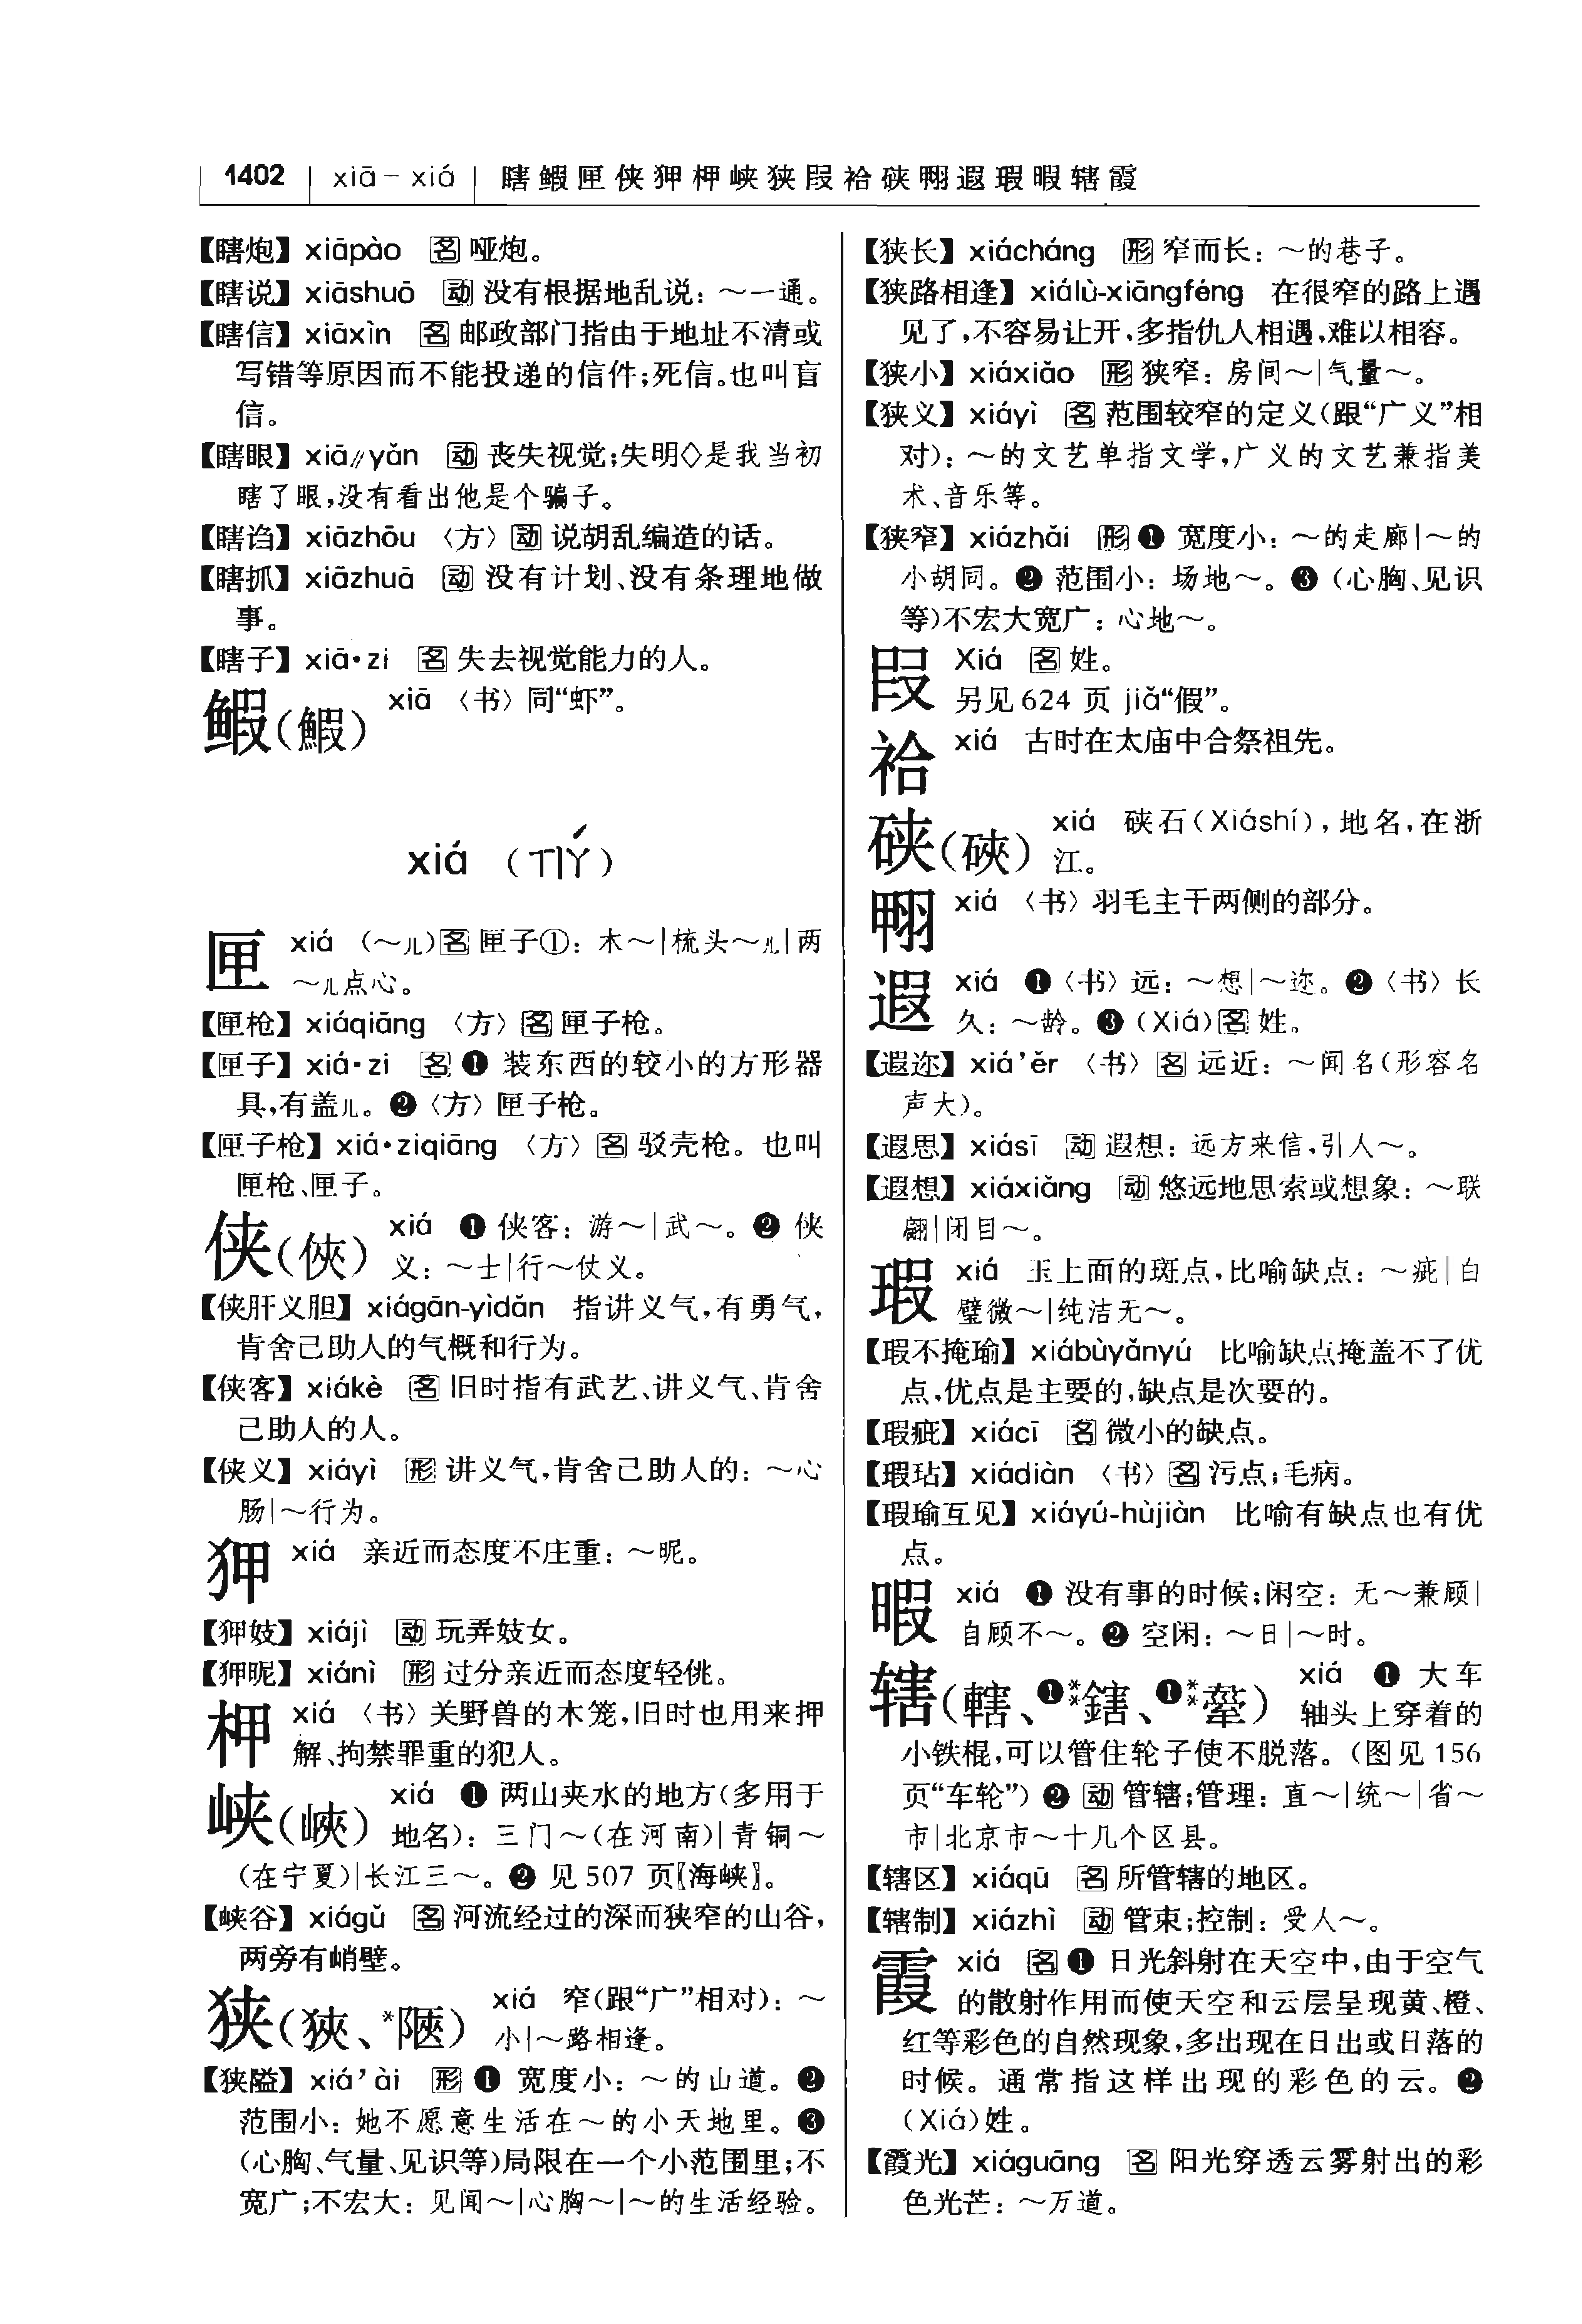 1402 xiā－xiá 瞎鰕匣侠狎柙峡狭叚祫硖翈遐瑕暇辖霞
【瞎炮】 xiāpào 名 哑炮。
【瞎说】 xiāshuō 动 没有根据地乱说：～一通。
【瞎信】 xiāxìn 名 邮政部门指由于地址不清或
写错等原因而不能投递的信件；死信。也叫盲
信。
【瞎眼】 xiā∥yǎn 动 丧失视觉；失明◇是我当初
瞎了眼，没有看出他是个骗子。
【瞎诌】 xiāzhōu 〈方〉 动 说胡乱编造的话。
【瞎抓】 xiāzhuā 动 没有计划、没有条理地做
事。
【瞎子】 xiā·zi 名 失去视觉能力的人。
鰕（鰕） xiā 〈书〉 同“虾”。
xiá （ㄒㄧㄚˊ）
匣 xiá （～儿）名 匣子①：木～|梳头～儿|两
～儿点心。
【匣枪】 xiáqiāng 〈方〉 名 匣子枪。
【匣子】 xiá·zi 名 ❶ 装东西的较小的方形器
具，有盖儿。❷〈方〉 匣子枪。
【匣子枪】 xiá·ziqiāng 〈方〉 名 驳壳枪。也叫
匣枪、匣子。
侠（俠） xiá ❶ 侠客：游～|武～。❷ 侠
义：～士|行～仗义。
【侠肝义胆】 xiágān-yìdǎn 指讲义气，有勇气，
肯舍己助人的气概和行为。
【侠客】 xiákè 名 旧时指有武艺、讲义气、肯舍
己助人的人。
【侠义】 xiáyì 形 讲义气，肯舍己助人的：～心
肠|～行为。
狎 xiá 亲近而态度不庄重：～昵。
【狎妓】 xiájì 动 玩弄妓女。
【狎昵】 xiánì 形 过分亲近而态度轻佻。
柙 xiá 〈书〉 关野兽的木笼，旧时也用来押
解、拘禁罪重的犯人。
峡（峽） xiá ❶ 两山夹水的地方（多用于
地名）：三门～（在河南）|青铜～
（在宁夏）|长江三～。❷ 见 507 页〖海峡〗。
【峡谷】 xiágǔ 名 河流经过的深而狭窄的山谷，
两旁有峭壁。
狭（狹、*陿） xiá 窄（跟“广”相对）：～
小|～路相逢。
【狭隘】 xiá’ài 形 ❶ 宽度小：～的山道。❷
范围小：她不愿意生活在～的小天地里。❸
（心胸、气量、见识等）局限在一个小范围里；不
宽广；不宏大：见闻～|心胸～|～的生活经验。
【狭长】 xiácháng 形 窄而长：～的巷子。
【狭路相逢】 xiálù-xiāngféng 在很窄的路上遇
见了，不容易让开，多指仇人相遇，难以相容。
【狭小】 xiáxiǎo 形 狭窄：房间～|气量～。
【狭义】 xiáyì 名 范围较窄的定义（跟“广义”相
对）：～的文艺单指文学，广义的文艺兼指美
术、音乐等。
【狭窄】 xiázhǎi 形 ❶ 宽度小：～的走廊|～的
小胡同。❷ 范围小：场地～。❸（心胸、见识
等）不宏大宽广：心地～。
叚 Xiá 名 姓。
另见 624 页 jiǎ“假”。
祫 xiá 古时在太庙中合祭祖先。
硖（硤） xiá 硖石（Xiáshí），地名，在浙
江。
翈 xiá 〈书〉 羽毛主干两侧的部分。
遐 xiá ❶〈书〉 远：～想|～迩。❷〈书〉 长
久：～龄。❸（Xiá）名 姓。
【遐迩】 xiá’ěr 〈书〉 名 远近：～闻名（形容名
声大）。
【遐思】 xiásī 动 遐想：远方来信，引人～。
【遐想】 xiáxiǎng 动 悠远地思索或想象：～联
翩|闭目～。
瑕 xiá 玉上面的斑点，比喻缺点：～疵|白
璧微～|纯洁无～。
【瑕不掩瑜】 xiábùyǎnyú 比喻缺点掩盖不了优
点，优点是主要的，缺点是次要的。
【瑕疵】 xiácī 名 微小的缺点。
【瑕玷】 xiádiàn 〈书〉 名 污点；毛病。
【瑕瑜互见】 xiáyú-hùjiàn 比喻有缺点也有优
点。
暇 xiá ❶ 没有事的时候；闲空：无～兼顾|
自顾不～。❷ 空闲：～日|～时。
辖（轄、❶**鎋、❶**舝） xiá ❶ 大车
轴头上穿着的
小铁棍，可以管住轮子使不脱落。（图见 156
页“车轮”）❷ 动 管辖；管理：直～|统～|省～
市|北京市～十几个区县。
【辖区】 xiáqū 名 所管辖的地区。
【辖制】 xiázhì 动 管束；控制：受人～。
霞 xiá 名 ❶ 日光斜射在天空中，由于空气
的散射作用而使天空和云层呈现黄、橙、
红等彩色的自然现象，多出现在日出或日落的
时候。通常指这样出现的彩色的云。❷
（Xiá）姓。
【霞光】 xiáguāng 名 阳光穿透云雾射出的彩
色光芒：～万道。